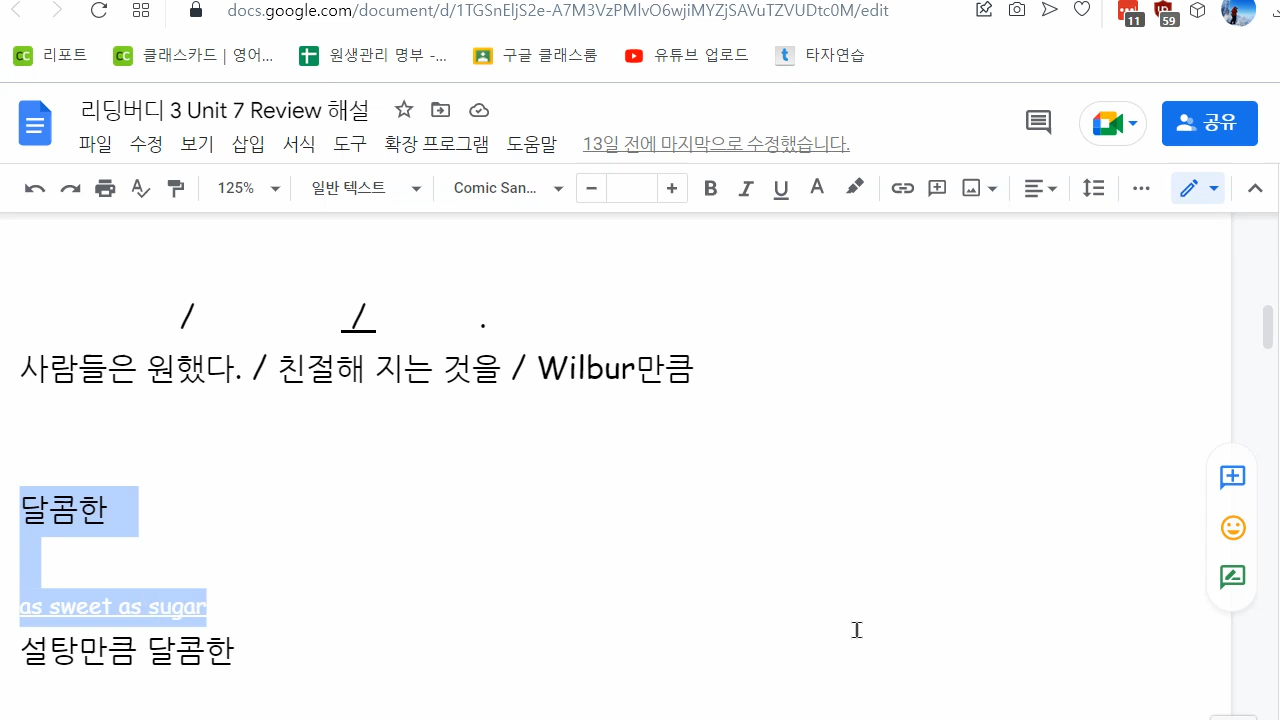 docs.google.com/document/d/1TGSnEljS2e-A7M3VzPMlvO6wjiMYZjSAVuTZVUDtc0M/edit
11
59
리포트
클래스카드 | 영어...
원생관리 명부 -...
구글 클래스룸
유튜브 업로드
타자연습
리딩버디 3 Unit 7 Review 해설
파일 수정 보기 삽입 서식 도구 확장 프로그램 도움말 13일 전에 마지막으로 수정했습니다.
공유
125% 일반 텍스트 Comic San... − + B I U A
/ / .
사람들은 원했다. / 친절해 지는 것을 / Wilbur만큼
달콤한
as sweet as sugar
설탕만큼 달콤한